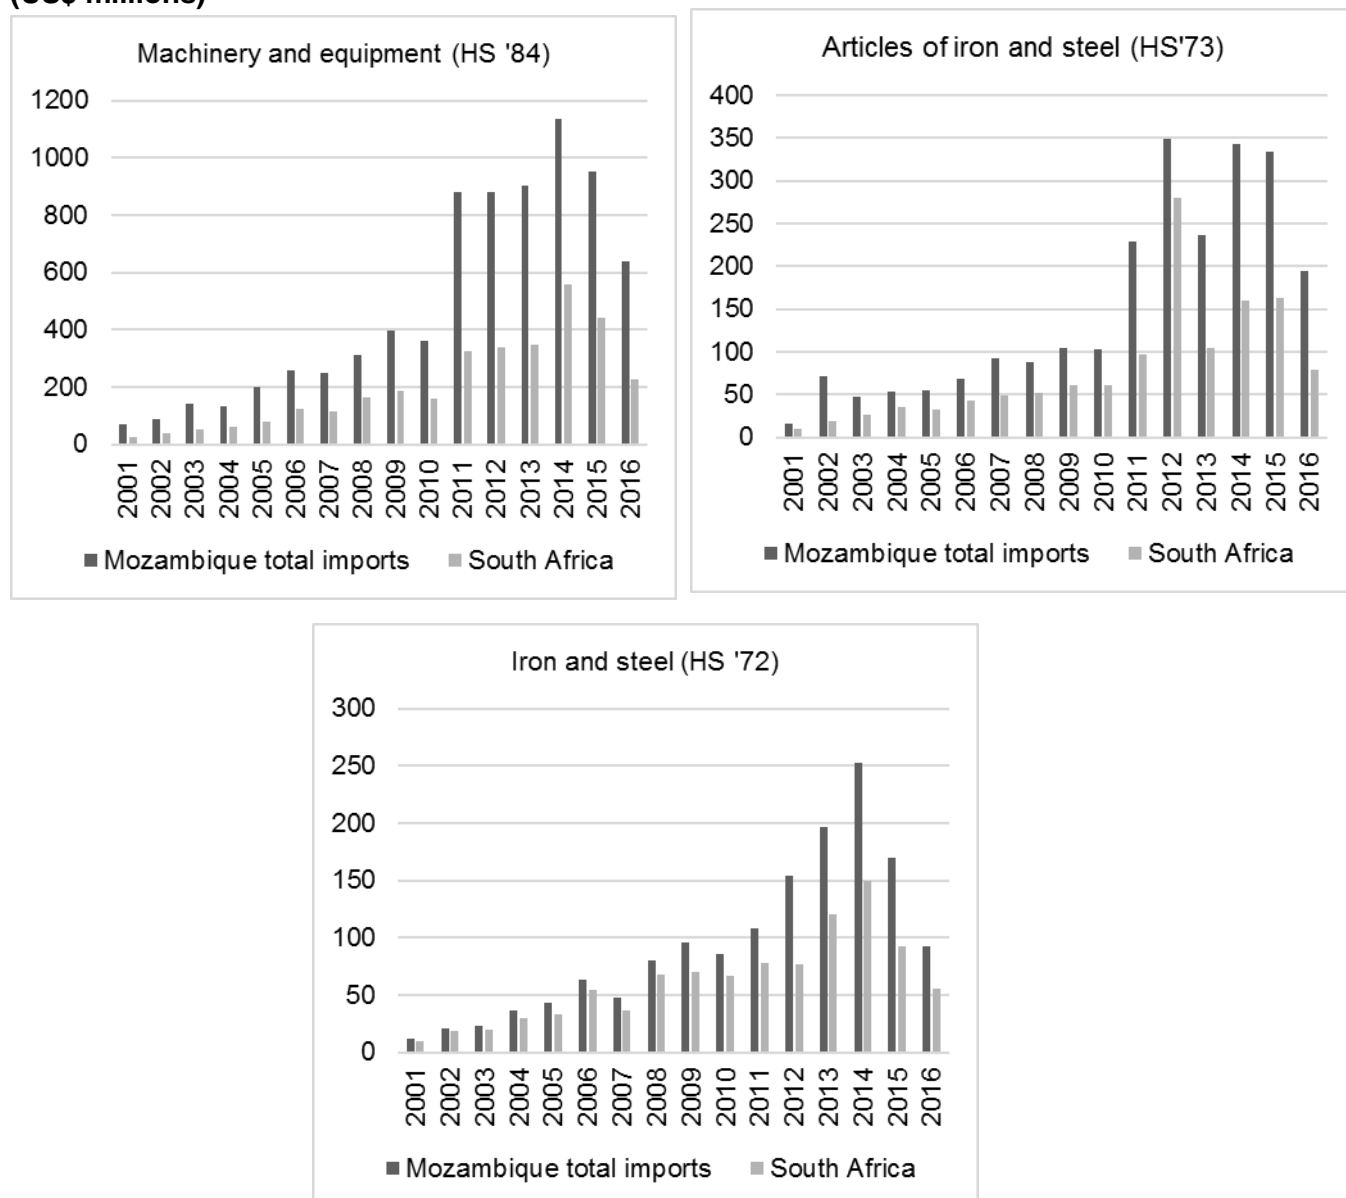 (US$ millions)
Machinery and equipment (HS '84)
1200
1000
800
600
400
200
0
2001 2002 2003 2004 2005 2006 2007 2008 2009 2010 2011 2012 2013 2014 2015 2016
Mozambique total imports South Africa
Articles of iron and steel (HS'73)
400
350
300
250
200
150
100
50
0
2001 2002 2003 2004 2005 2006 2007 2008 2009 2010 2011 2012 2013 2014 2015 2016
Mozambique total imports South Africa
Iron and steel (HS '72)
300
250
200
150
100
50
0
2001 2002 2003 2004 2005 2006 2007 2008 2009 2010 2011 2012 2013 2014 2015 2016
Mozambique total imports South Africa